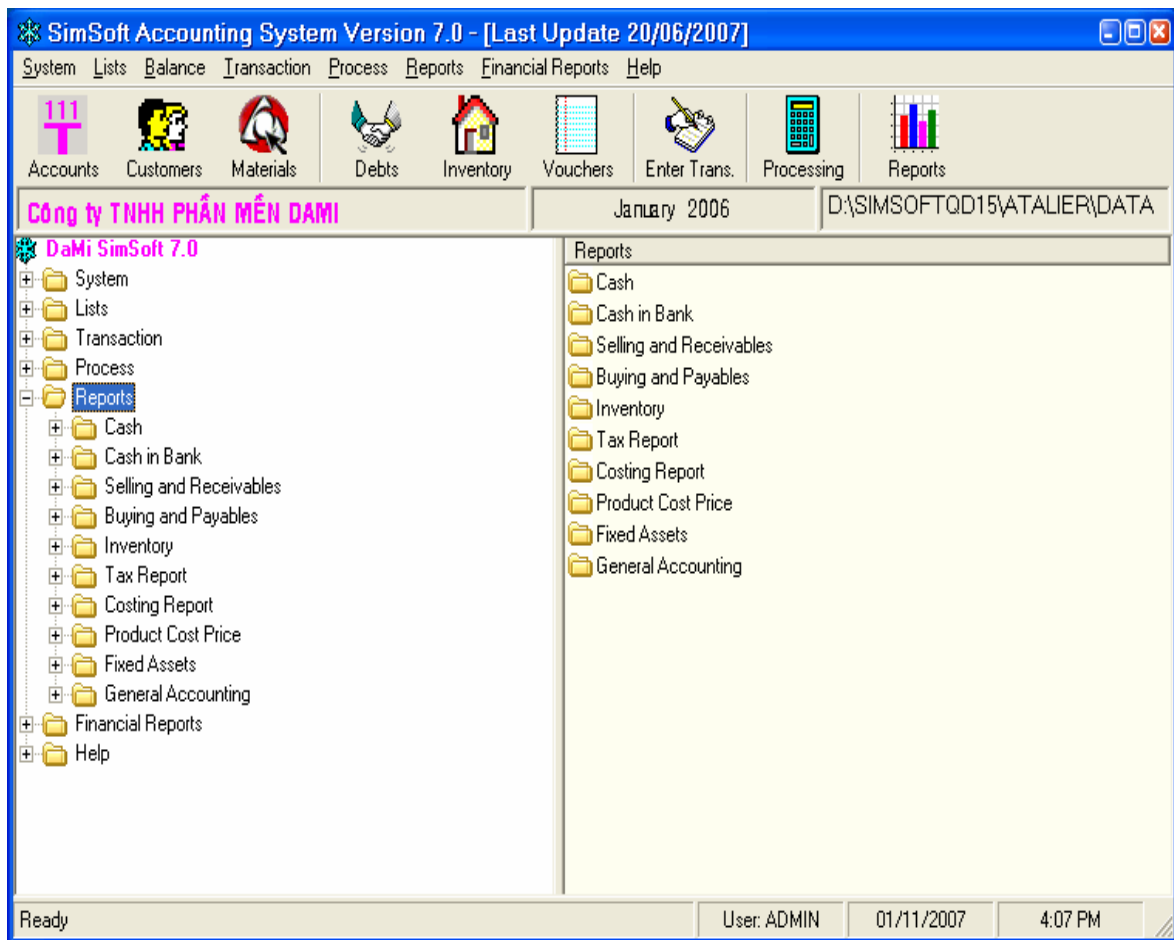 SimSoft Accounting System Version 7.0 - [Last Update 20/06/2007]
System Lists Balance Transaction Process Reports Financial Reports Help
111
Accounts Customers Materials Debts Inventory Vouchers Enter Trans. Processing Reports
Công ty TNHH PHẦN MỀN DAMI January 2006 D:\SIMSOFTQD15\ATALIER\DATA
DaMi SimSoft 7.0
System
Lists
Transaction
Process
Reports
Cash
Cash in Bank
Selling and Receivables
Buying and Payables
Inventory
Tax Report
Costing Report
Product Cost Price
Fixed Assets
General Accounting
Financial Reports
Help
Reports
Cash
Cash in Bank
Selling and Receivables
Buying and Payables
Inventory
Tax Report
Costing Report
Product Cost Price
Fixed Assets
General Accounting
Ready User: ADMIN 01/11/2007 4:07 PM